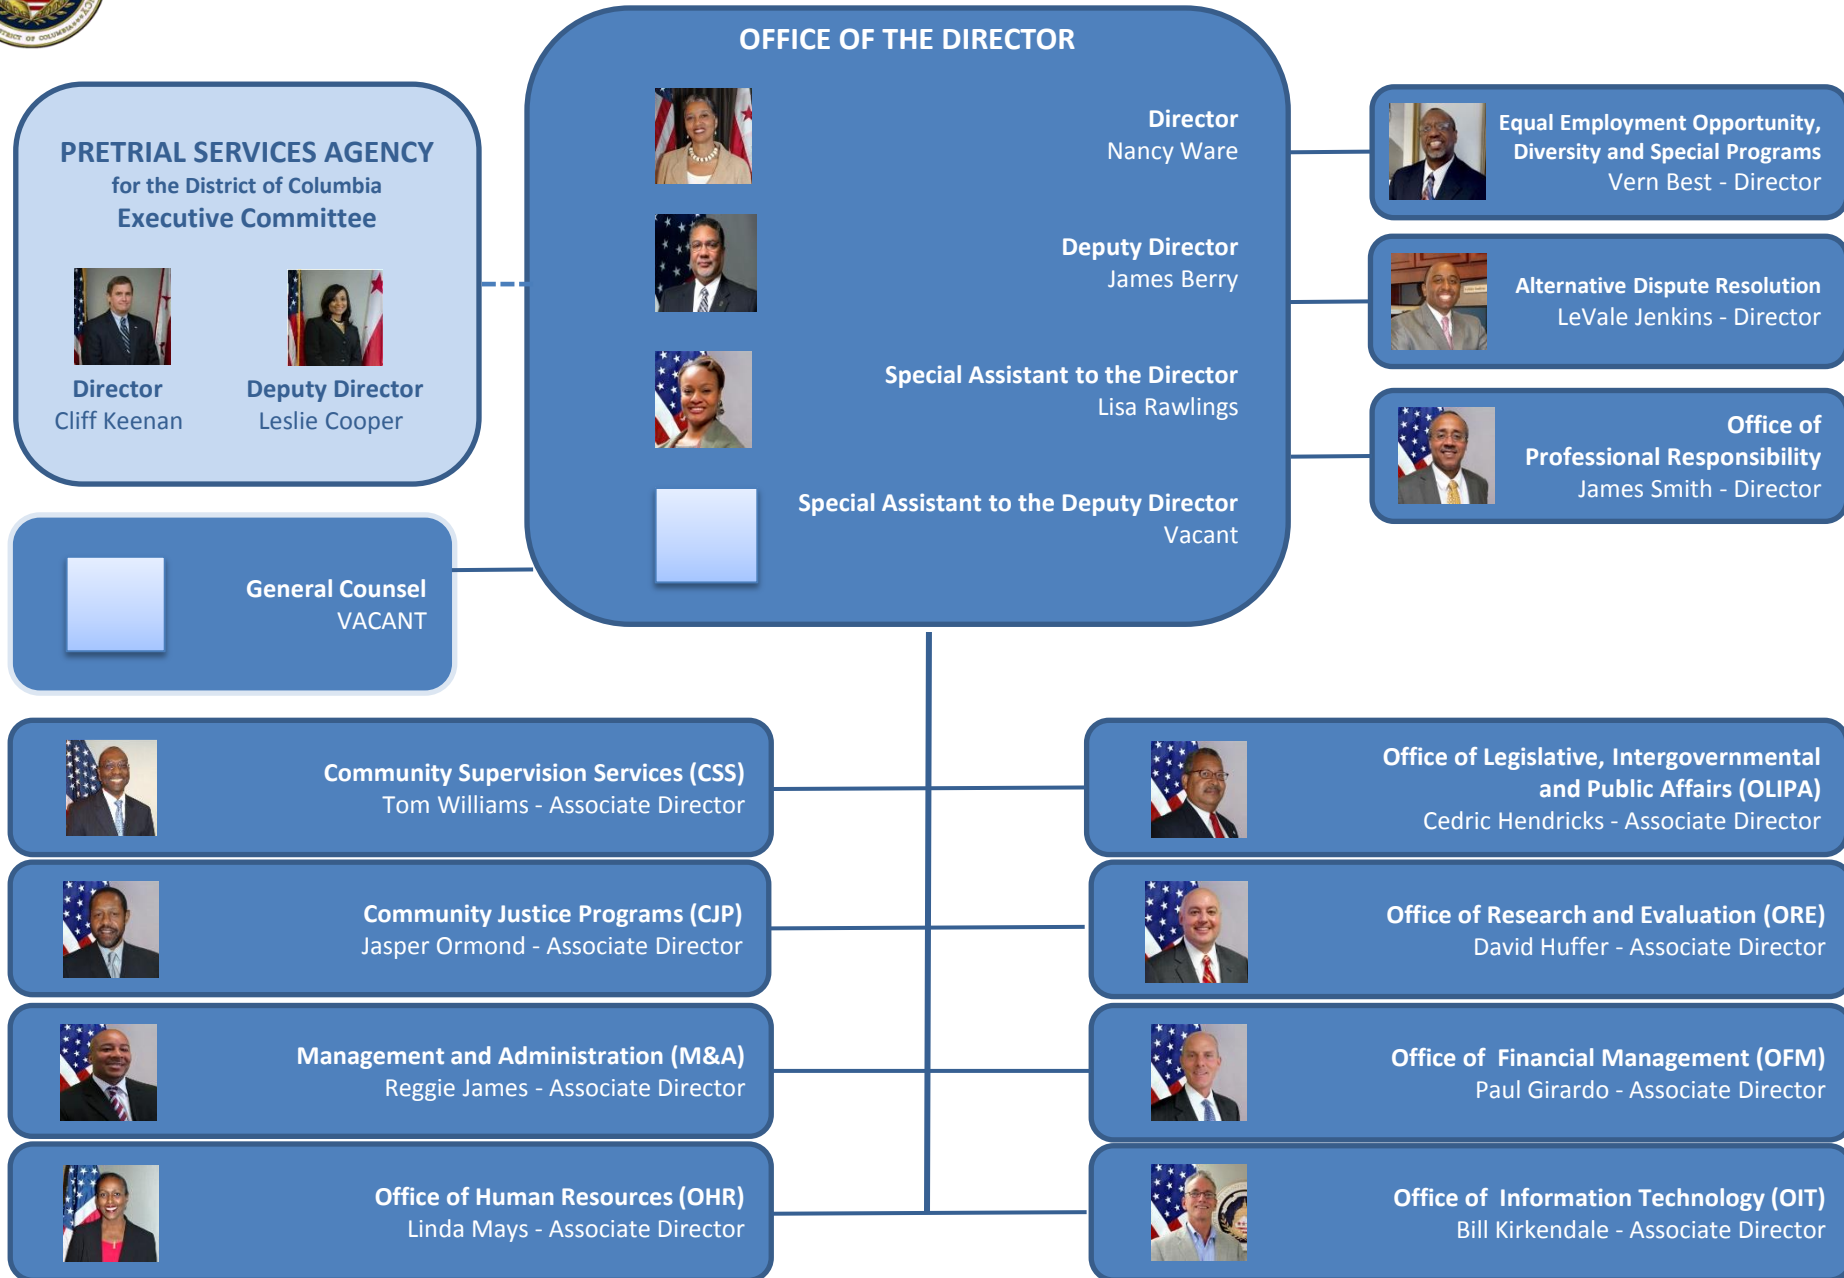 DISTRICT OF COLUMBIA
OFFICE OF THE DIRECTOR
Director
Nancy Ware
Deputy Director
James Berry
Special Assistant to the Director
Lisa Rawlings
Special Assistant to the Deputy Director
Vacant
PRETRIAL SERVICES AGENCY
for the District of Columbia
Executive Committee
Director
Cliff Keenan
Deputy Director
Leslie Cooper
General Counsel
VACANT
Equal Employment Opportunity,
Diversity and Special Programs
Vern Best - Director
Alternative Dispute Resolution
LeVale Jenkins - Director
Office of
Professional Responsibility
James Smith - Director
Community Supervision Services (CSS)
Tom Williams - Associate Director
Community Justice Programs (CJP)
Jasper Ormond - Associate Director
Management and Administration (M&A)
Reggie James - Associate Director
Office of Human Resources (OHR)
Linda Mays - Associate Director
Office of Legislative, Intergovernmental
and Public Affairs (OLIPA)
Cedric Hendricks - Associate Director
Office of Research and Evaluation (ORE)
David Huffer - Associate Director
Office of  Financial Management (OFM)
Paul Girardo - Associate Director
Office of  Information Technology (OIT)
Bill Kirkendale - Associate Director